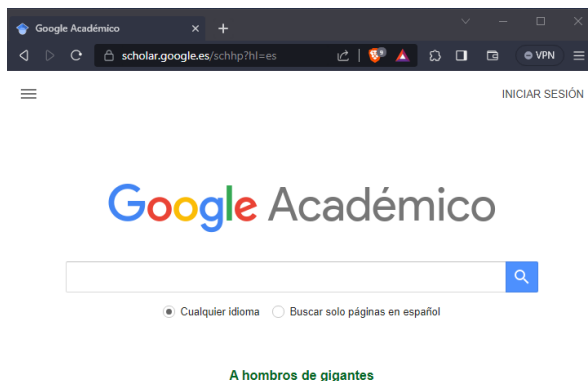 Google Académico
scholar.google.es/schhp?hl=es
VPN
INICIAR SESIÓN
Google Académico
Cualquier idioma Buscar solo páginas en español
A hombros de gigantes